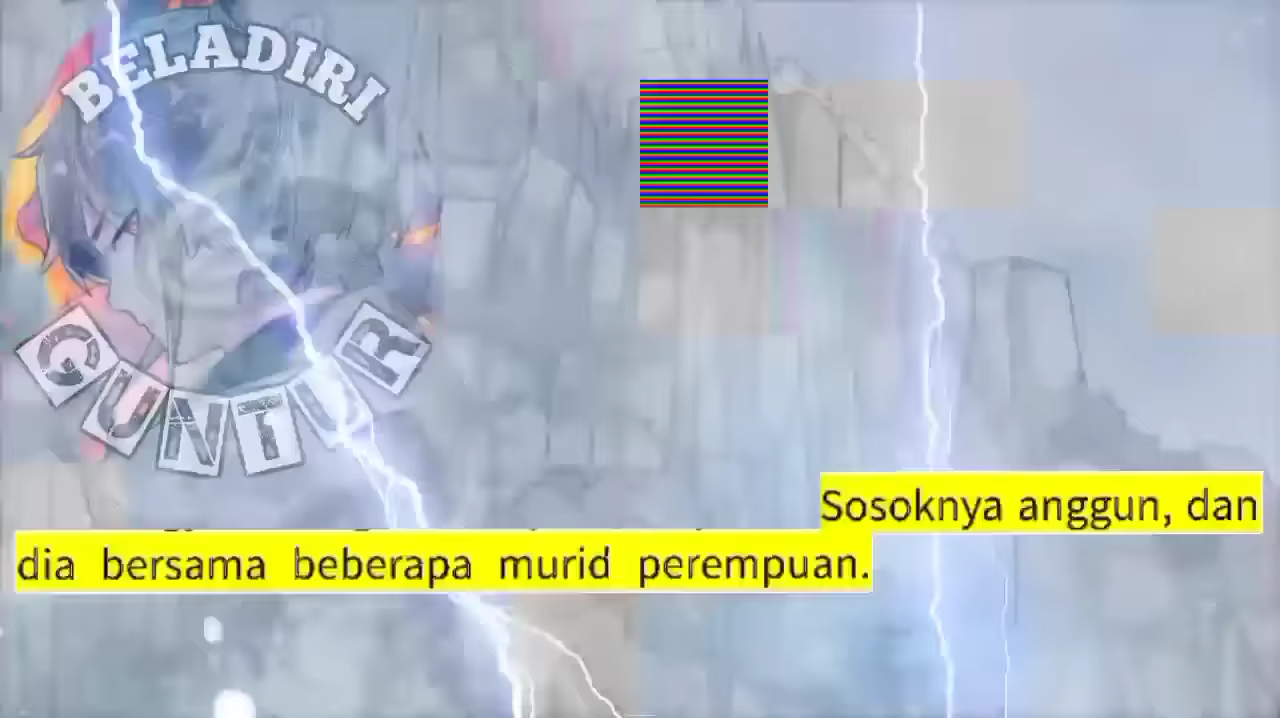 BELADIRI
GUNTUR
Sosoknya anggun, dan
dia bersama beberapa murid perempuan.